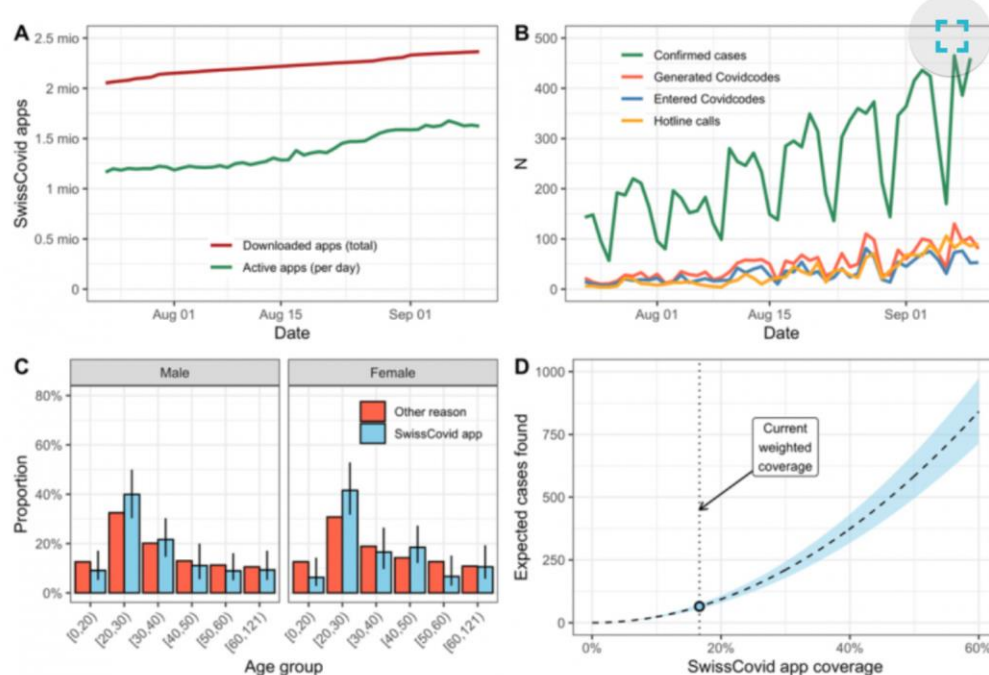 A
2.5 mio
2 mio
1.5 mio
1 mio
0.5 mio
0
SwissCovid apps
Downloaded apps (total)
Active apps (per day)
Aug 01
Aug 15
Sep 01
Date
B
500
400
300
200
100
0
N
Confirmed cases
Generated Covidcodes
Entered Covidcodes
Hotline calls
Aug 01
Aug 15
Sep 01
Date
C
Male
Female
80%
60%
40%
20%
0%
Proportion
Other reason
SwissCovid app
[0,20)
[20,30)
[30,40)
[40,50)
[50,60)
[60,121)
[0,20)
[20,30)
[30,40)
[40,50)
[50,60)
[60,121)
Age group
D
1000
750
500
250
0
Expected cases found
Current
weighted
coverage
0%
20%
40%
60%
SwissCovid app coverage